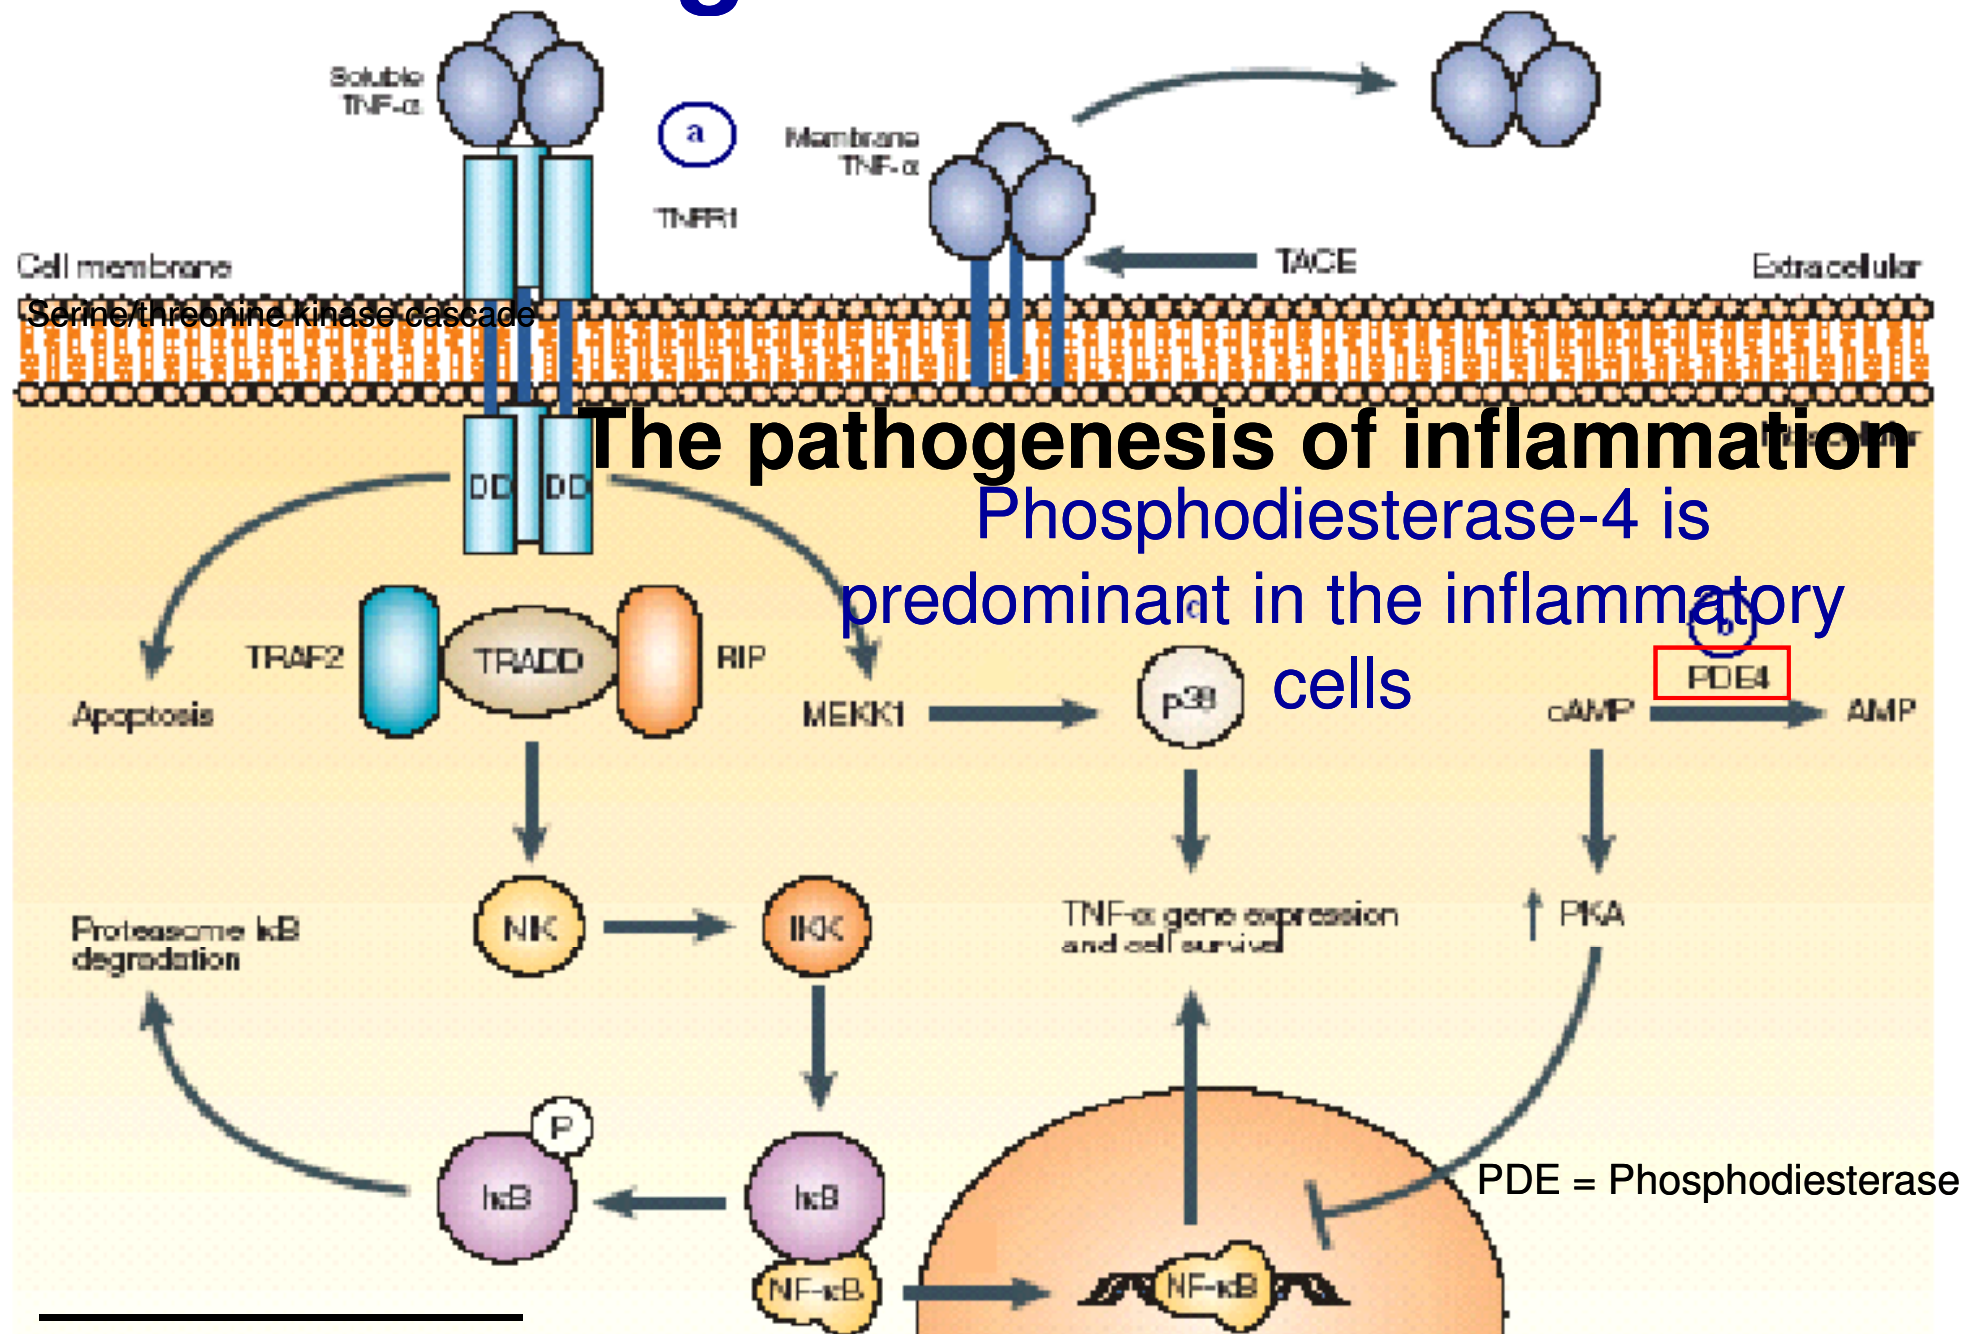 g
Soluble
TNF-α
a
Membrane
TNF-α
TNFR1
TACE
Cell membrane
Extracellular
Serine/threonine kinase cascade
The pathogenesis of inflammation
Phosphodiesterase-4 is
predominant in the inflammatory
cells
DD DD
c
b
TRAF2
TRADD
RIP
PDE4
Apoptosis
MEKK1
p38
cAMP
AMP
Proteasome IκB
degradation
NIK
IKK
TNF-α gene expression
and cell survival
PKA
P
IκB
IκB
PDE = Phosphodiesterase
NF-κB
NF-κB